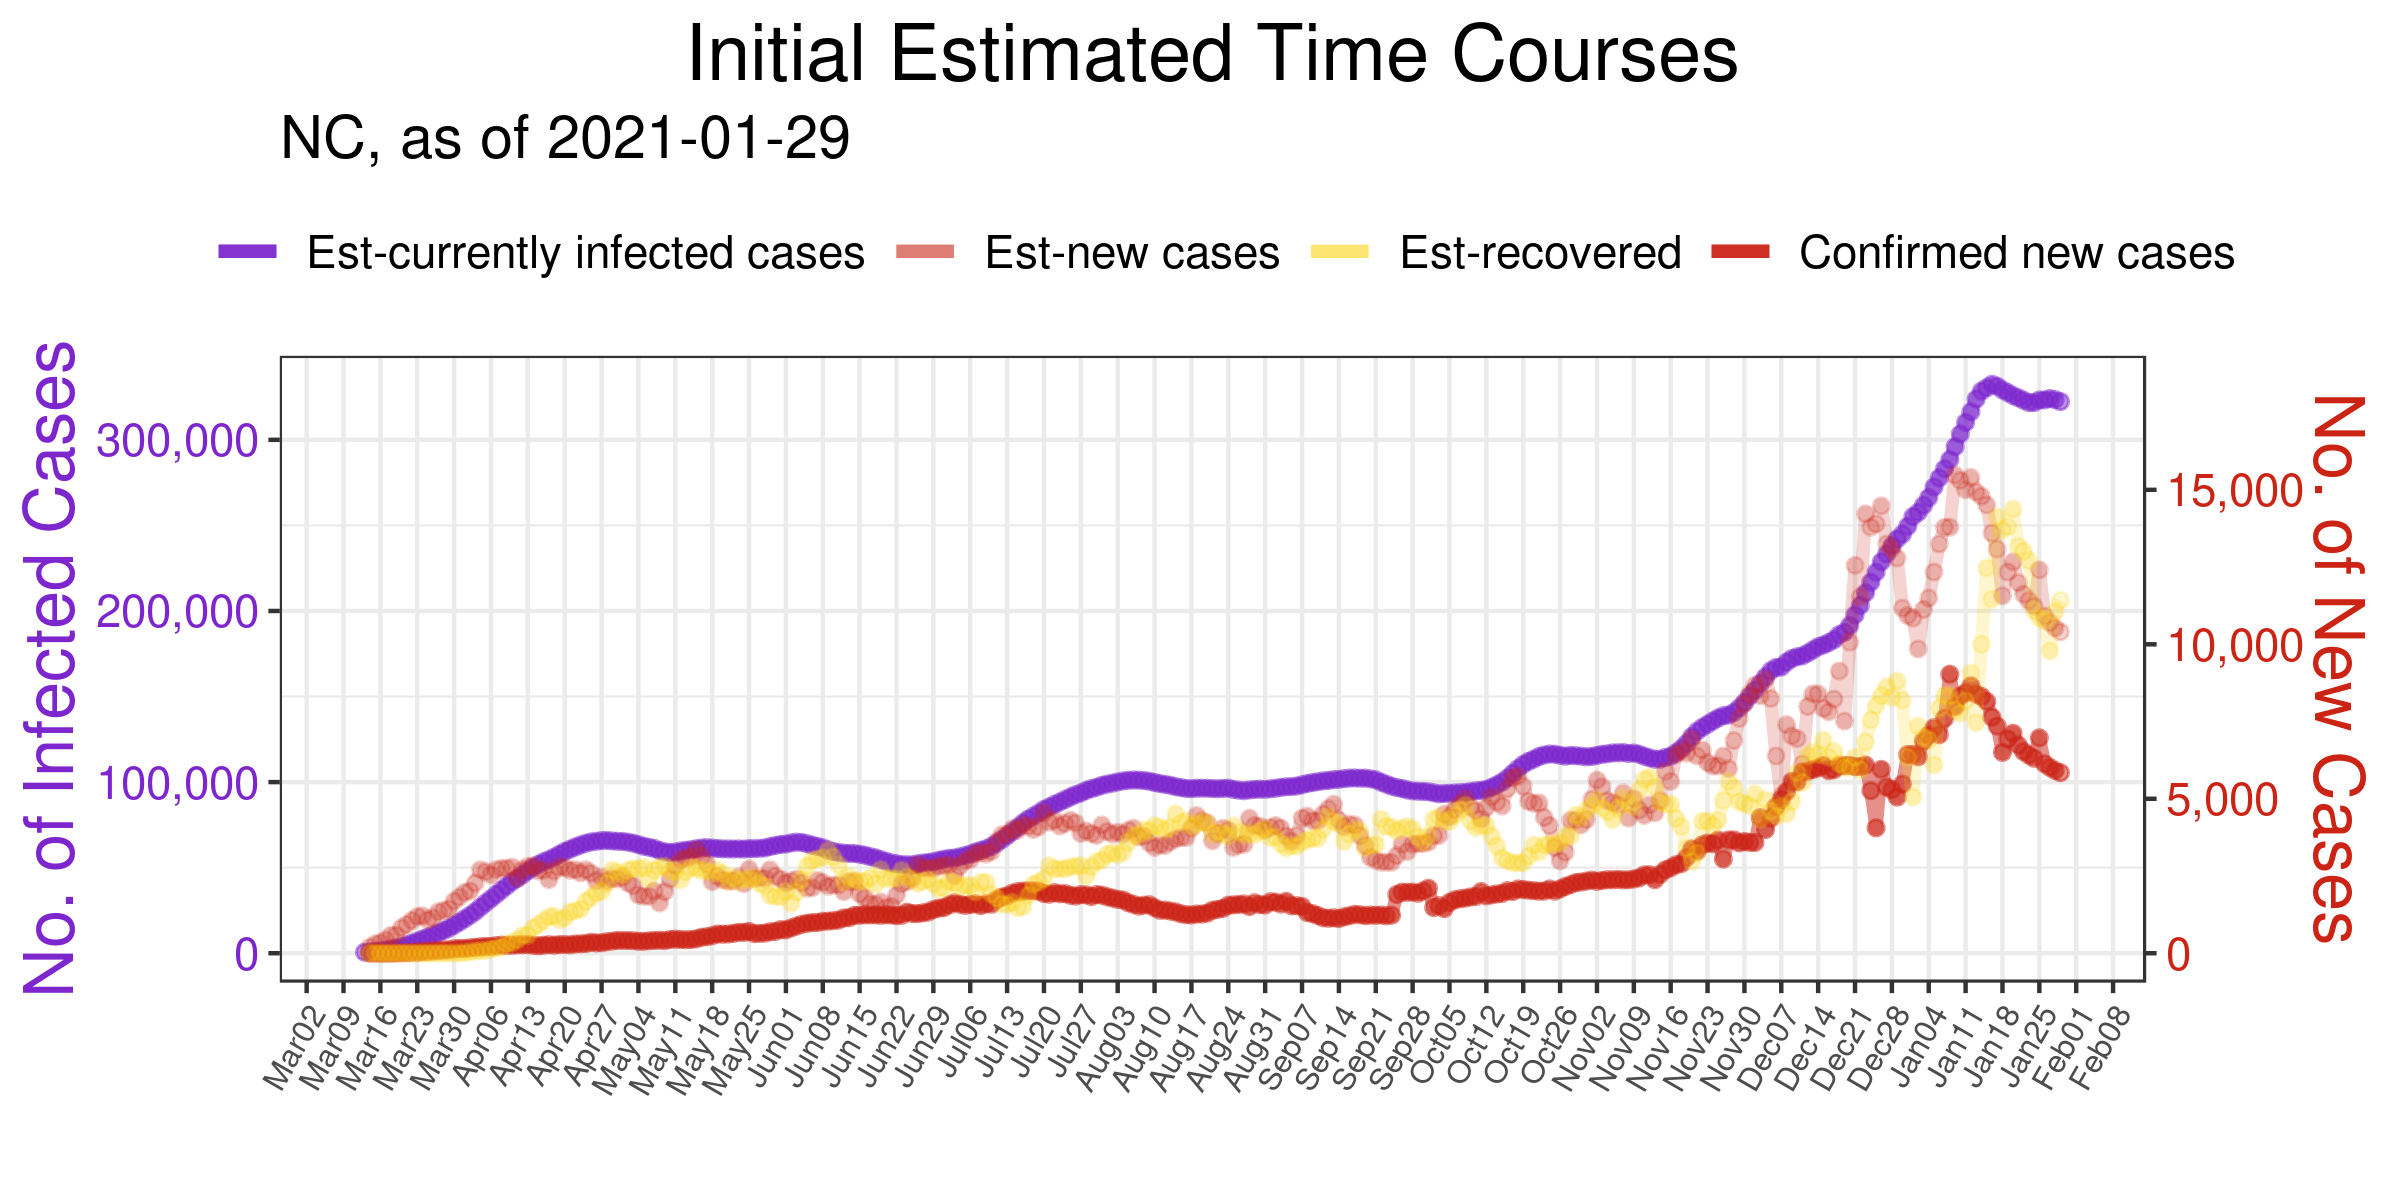 Initial Estimated Time Courses
NC, as of 2021-01-29
Est-currently infected cases Est-new cases Est-recovered Confirmed new cases
No. of Infected Cases
300,000
200,000
100,000
0
15,000
10,000
5,000
0
No. of New Cases
Mar02 Mar09 Mar16 Mar23 Mar30 Apr06 Apr13 Apr20 Apr27 May04 May11 May18 May25 Jun01 Jun08 Jun15 Jun22 Jun29 Jul06 Jul13 Jul20 Jul27 Aug03 Aug10 Aug17 Aug24 Aug31 Sep07 Sep14 Sep21 Sep28 Oct05 Oct12 Oct19 Oct26 Nov02 Nov09 Nov16 Nov23 Nov30 Dec07 Dec14 Dec21 Dec28 Jan04 Jan11 Jan18 Jan25 Feb01 Feb08